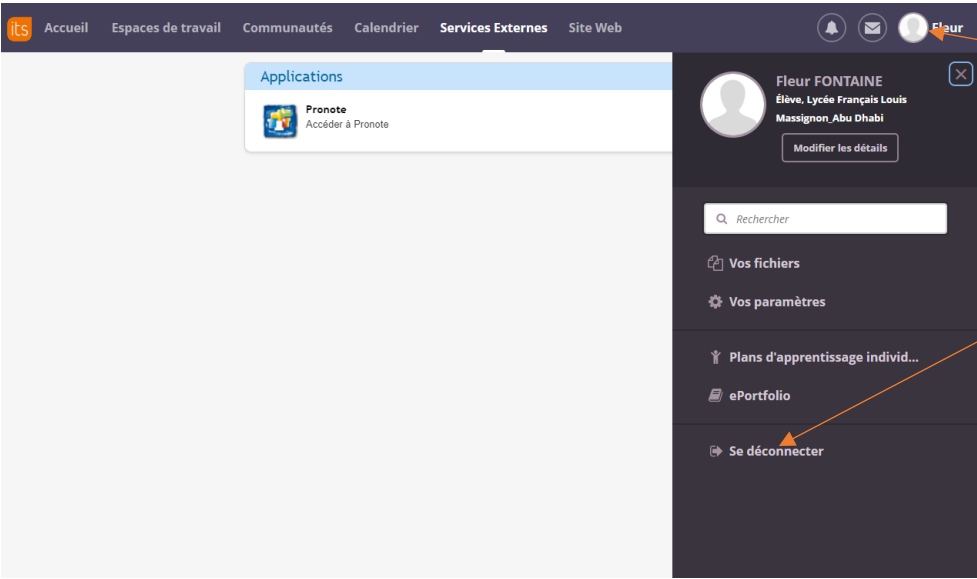 its Accueil Espaces de travail Communautés Calendrier Services Externes Site Web Fleur
Applications
Pronote
Accéder à Pronote
Fleur FONTAINE
Élève, Lycée Français Louis
Massignon_Abu Dhabi
Modifier les détails
Rechercher
Vos fichiers
Vos paramètres
Plans d'apprentissage individ...
ePortfolio
Se déconnecter